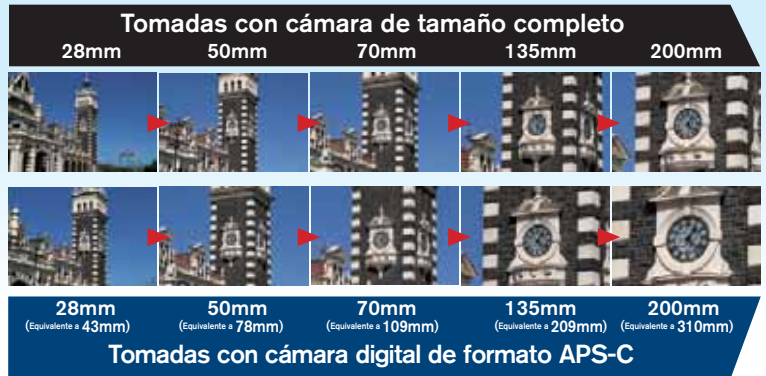 Tomadas con cámara de tamaño completo
28mm 50mm 70mm 135mm 200mm
28mm 50mm 70mm 135mm 200mm
(Equivalente a 43mm) (Equivalente a 78mm) (Equivalente a 109mm) (Equivalente a 209mm) (Equivalente a 310mm)
Tomadas con cámara digital de formato APS-C